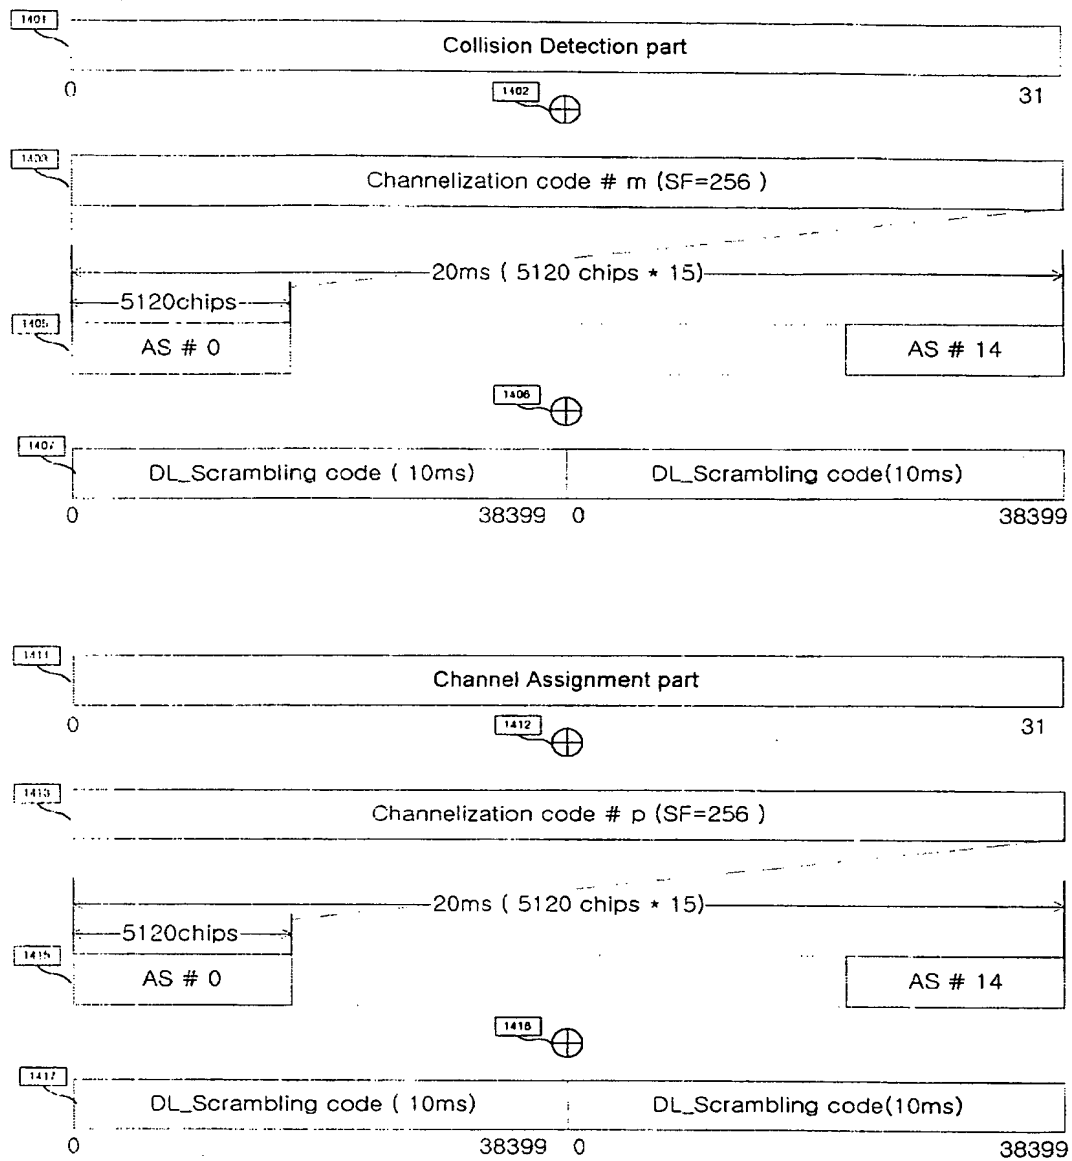 1401
Collision Detection part
0
31
1402
1403
Channelization code # m (SF=256 )
20ms ( 5120 chips * 15)
5120chips
1405
AS # 0
AS # 14
1406
1407
DL_Scrambling code ( 10ms)
DL_Scrambling code(10ms)
0
38399
0
38399
1411
Channel Assignment part
0
31
1412
1413
Channelization code # p (SF=256 )
20ms ( 5120 chips * 15)
5120chips
1415
AS # 0
AS # 14
1416
1417
DL_Scrambling code ( 10ms)
DL_Scrambling code(10ms)
0
38399
0
38399